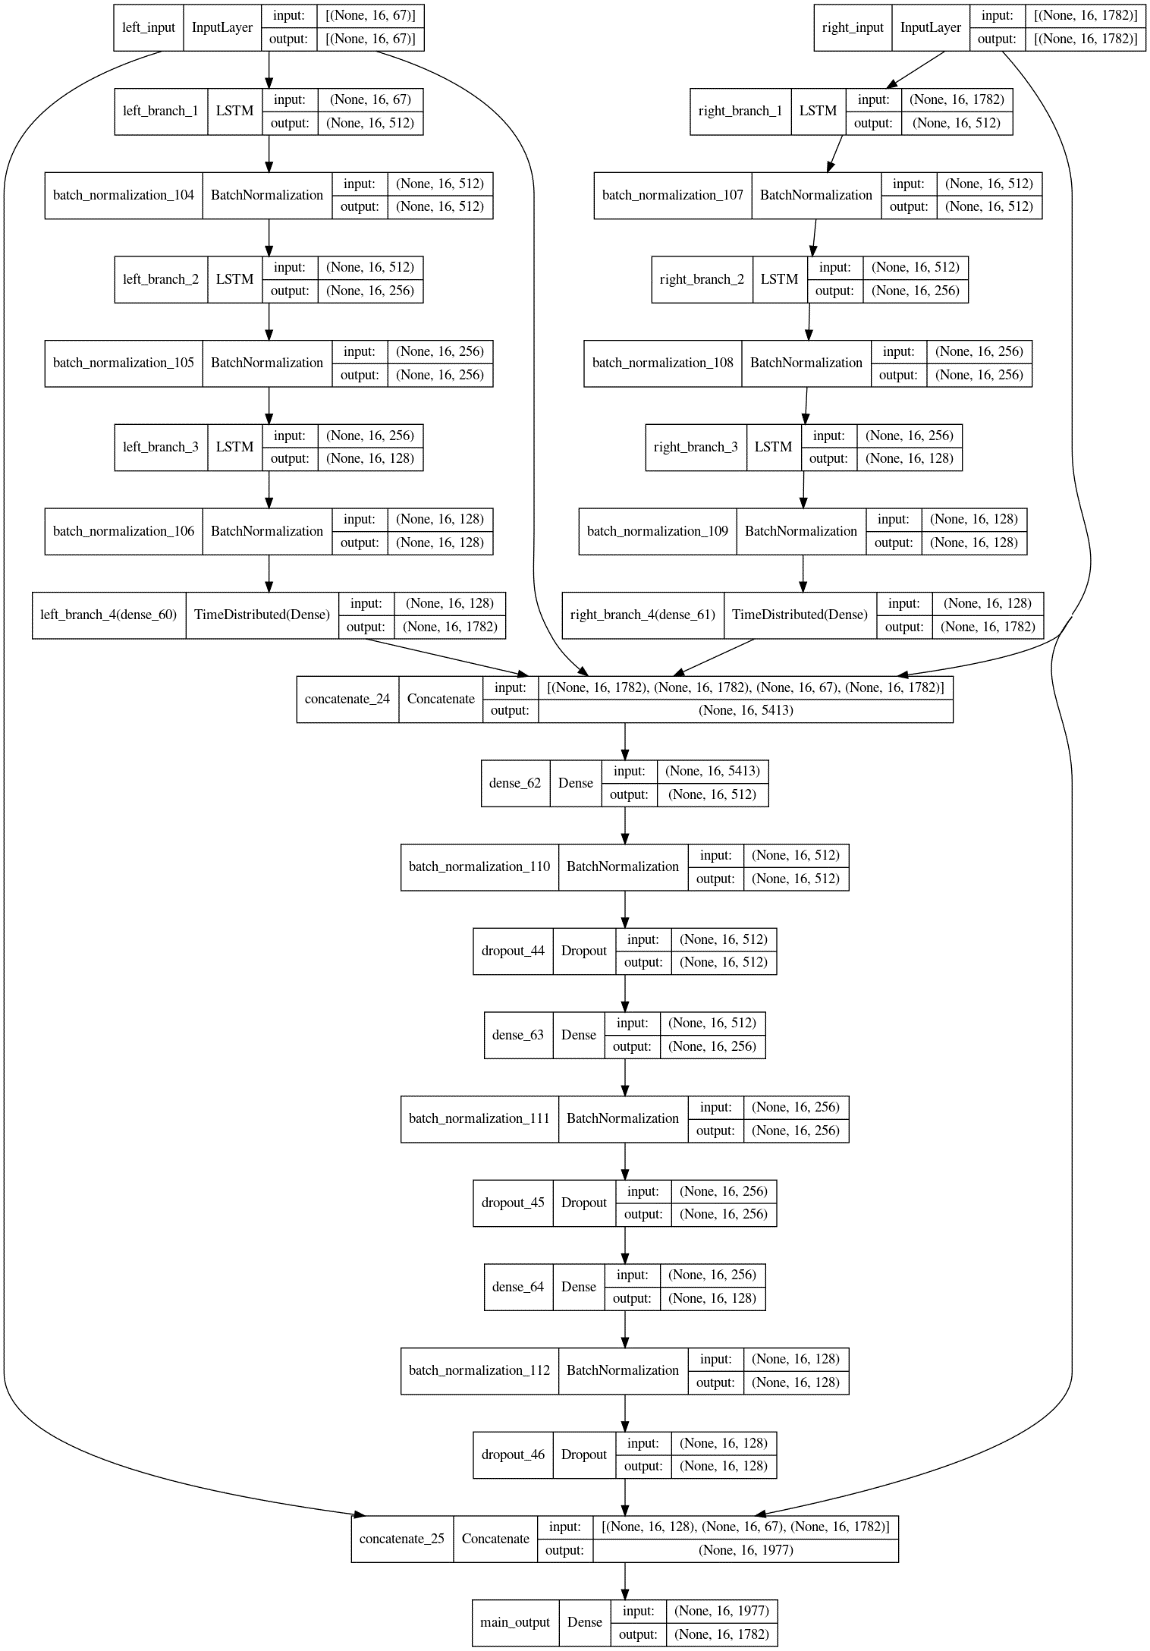 left_input InputLayer input: [(None, 16, 67)]
output: [(None, 16, 67)]
right_input InputLayer input: [(None, 16, 1782)]
output: [(None, 16, 1782)]
left_branch_1 LSTM input: (None, 16, 67)
output: (None, 16, 512)
right_branch_1 LSTM input: (None, 16, 1782)
output: (None, 16, 512)
batch_normalization_104 BatchNormalization input: (None, 16, 512)
output: (None, 16, 512)
batch_normalization_107 BatchNormalization input: (None, 16, 512)
output: (None, 16, 512)
left_branch_2 LSTM input: (None, 16, 512)
output: (None, 16, 256)
right_branch_2 LSTM input: (None, 16, 512)
output: (None, 16, 256)
batch_normalization_105 BatchNormalization input: (None, 16, 256)
output: (None, 16, 256)
batch_normalization_108 BatchNormalization input: (None, 16, 256)
output: (None, 16, 256)
left_branch_3 LSTM input: (None, 16, 256)
output: (None, 16, 128)
right_branch_3 LSTM input: (None, 16, 256)
output: (None, 16, 128)
batch_normalization_106 BatchNormalization input: (None, 16, 128)
output: (None, 16, 128)
batch_normalization_109 BatchNormalization input: (None, 16, 128)
output: (None, 16, 128)
left_branch_4(dense_60) TimeDistributed(Dense) input: (None, 16, 128)
output: (None, 16, 1782)
right_branch_4(dense_61) TimeDistributed(Dense) input: (None, 16, 128)
output: (None, 16, 1782)
concatenate_24 Concatenate input: [(None, 16, 1782), (None, 16, 1782), (None, 16, 67), (None, 16, 1782)]
output: (None, 16, 5413)
dense_62 Dense input: (None, 16, 5413)
output: (None, 16, 512)
batch_normalization_110 BatchNormalization input: (None, 16, 512)
output: (None, 16, 512)
dropout_44 Dropout input: (None, 16, 512)
output: (None, 16, 512)
dense_63 Dense input: (None, 16, 512)
output: (None, 16, 256)
batch_normalization_111 BatchNormalization input: (None, 16, 256)
output: (None, 16, 256)
dropout_45 Dropout input: (None, 16, 256)
output: (None, 16, 256)
dense_64 Dense input: (None, 16, 256)
output: (None, 16, 128)
batch_normalization_112 BatchNormalization input: (None, 16, 128)
output: (None, 16, 128)
dropout_46 Dropout input: (None, 16, 128)
output: (None, 16, 128)
concatenate_25 Concatenate input: [(None, 16, 128), (None, 16, 67), (None, 16, 1782)]
output: (None, 16, 1977)
main_output Dense input: (None, 16, 1977)
output: (None, 16, 1782)